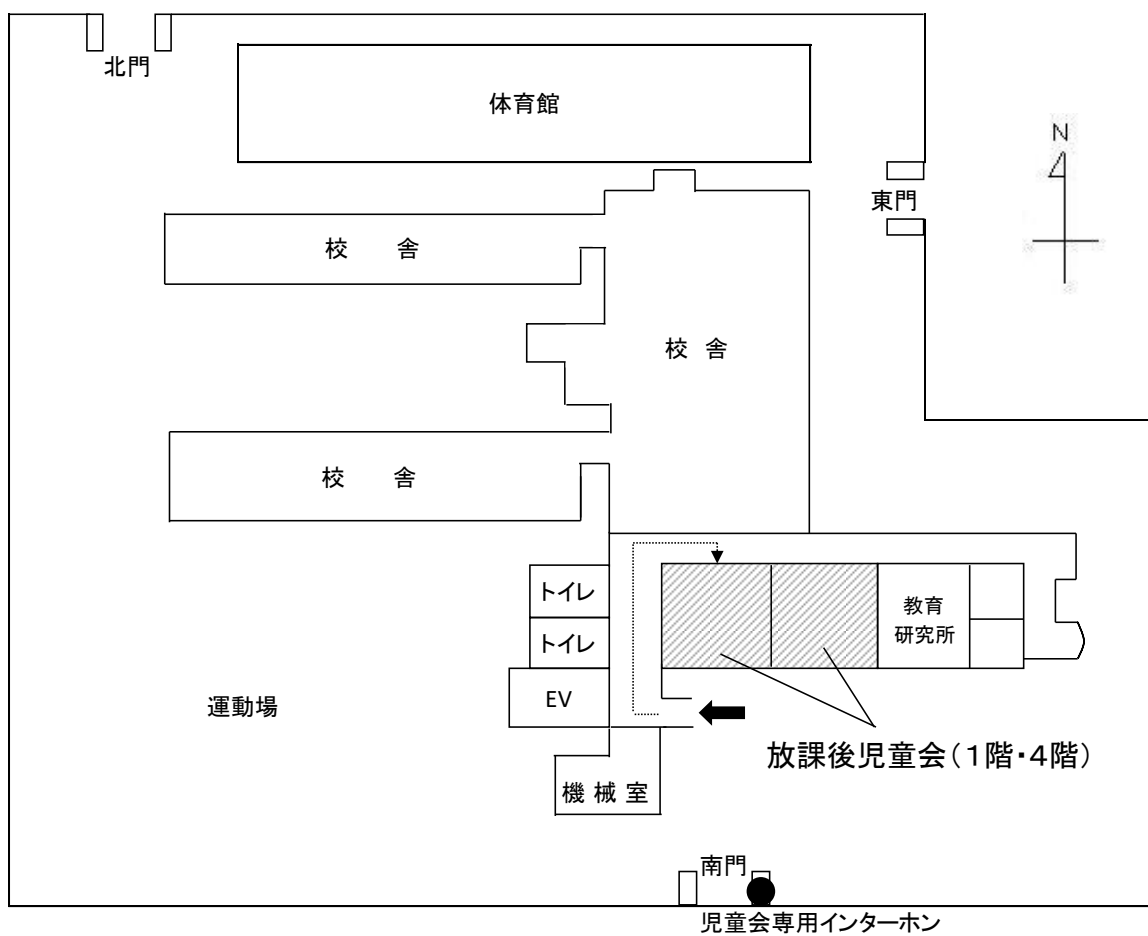 北門
体育館
N
東門
校　舎
校 舎
校　舎
トイレ
教育
研究所
トイレ
EV
運動場
放課後児童会（1階・4階）
機 械 室
南門
児童会専用インターホン